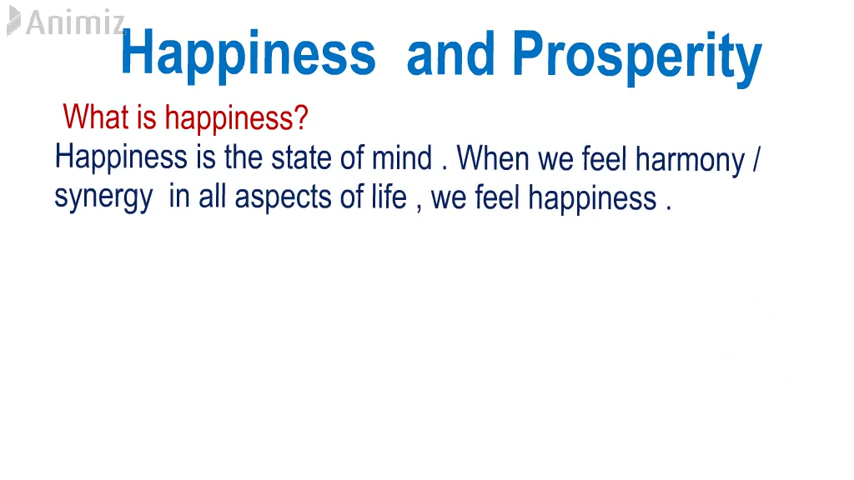 Animiz
Happiness and Prosperity
What is happiness?
Happiness is the state of mind . When we feel harmony /
synergy in all aspects of life , we feel happiness .